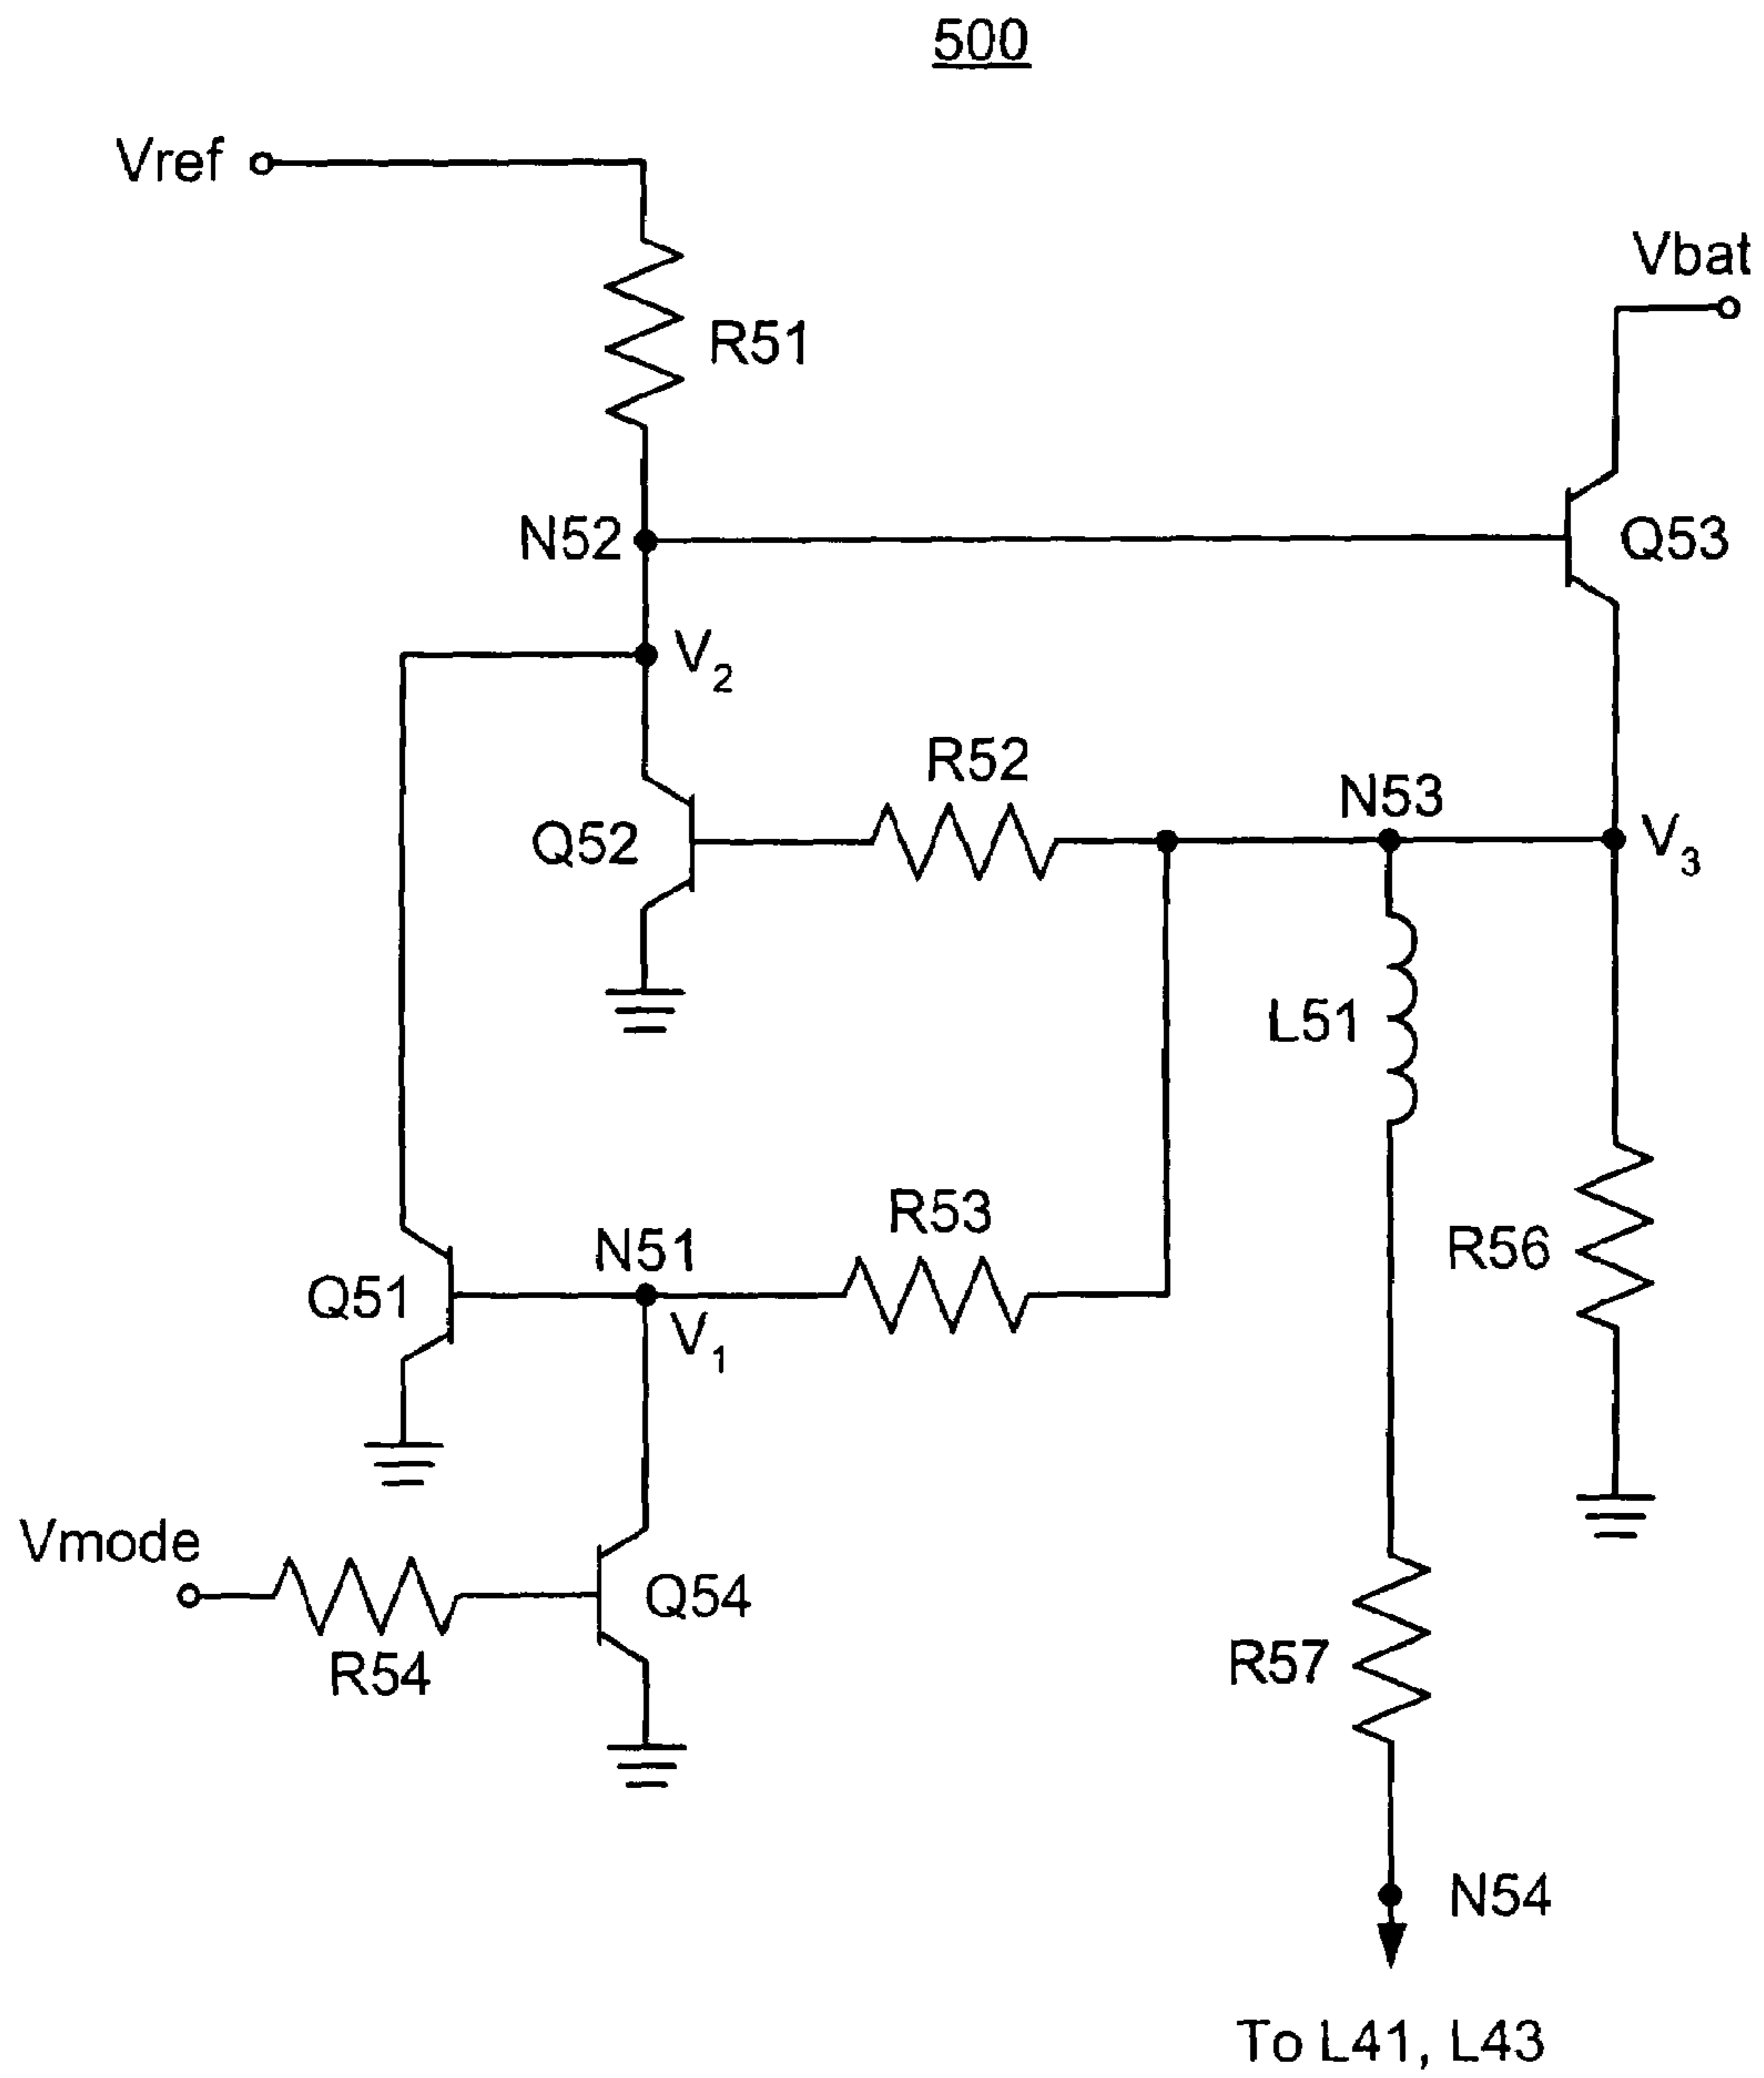 500
Vref
Vbat
R51
N52
Q53
V2
R52
N53
Q52
V3
L51
R53
N51
R56
Q51
V1
Vmode
Q54
R54
R57
N54
To L41, L43